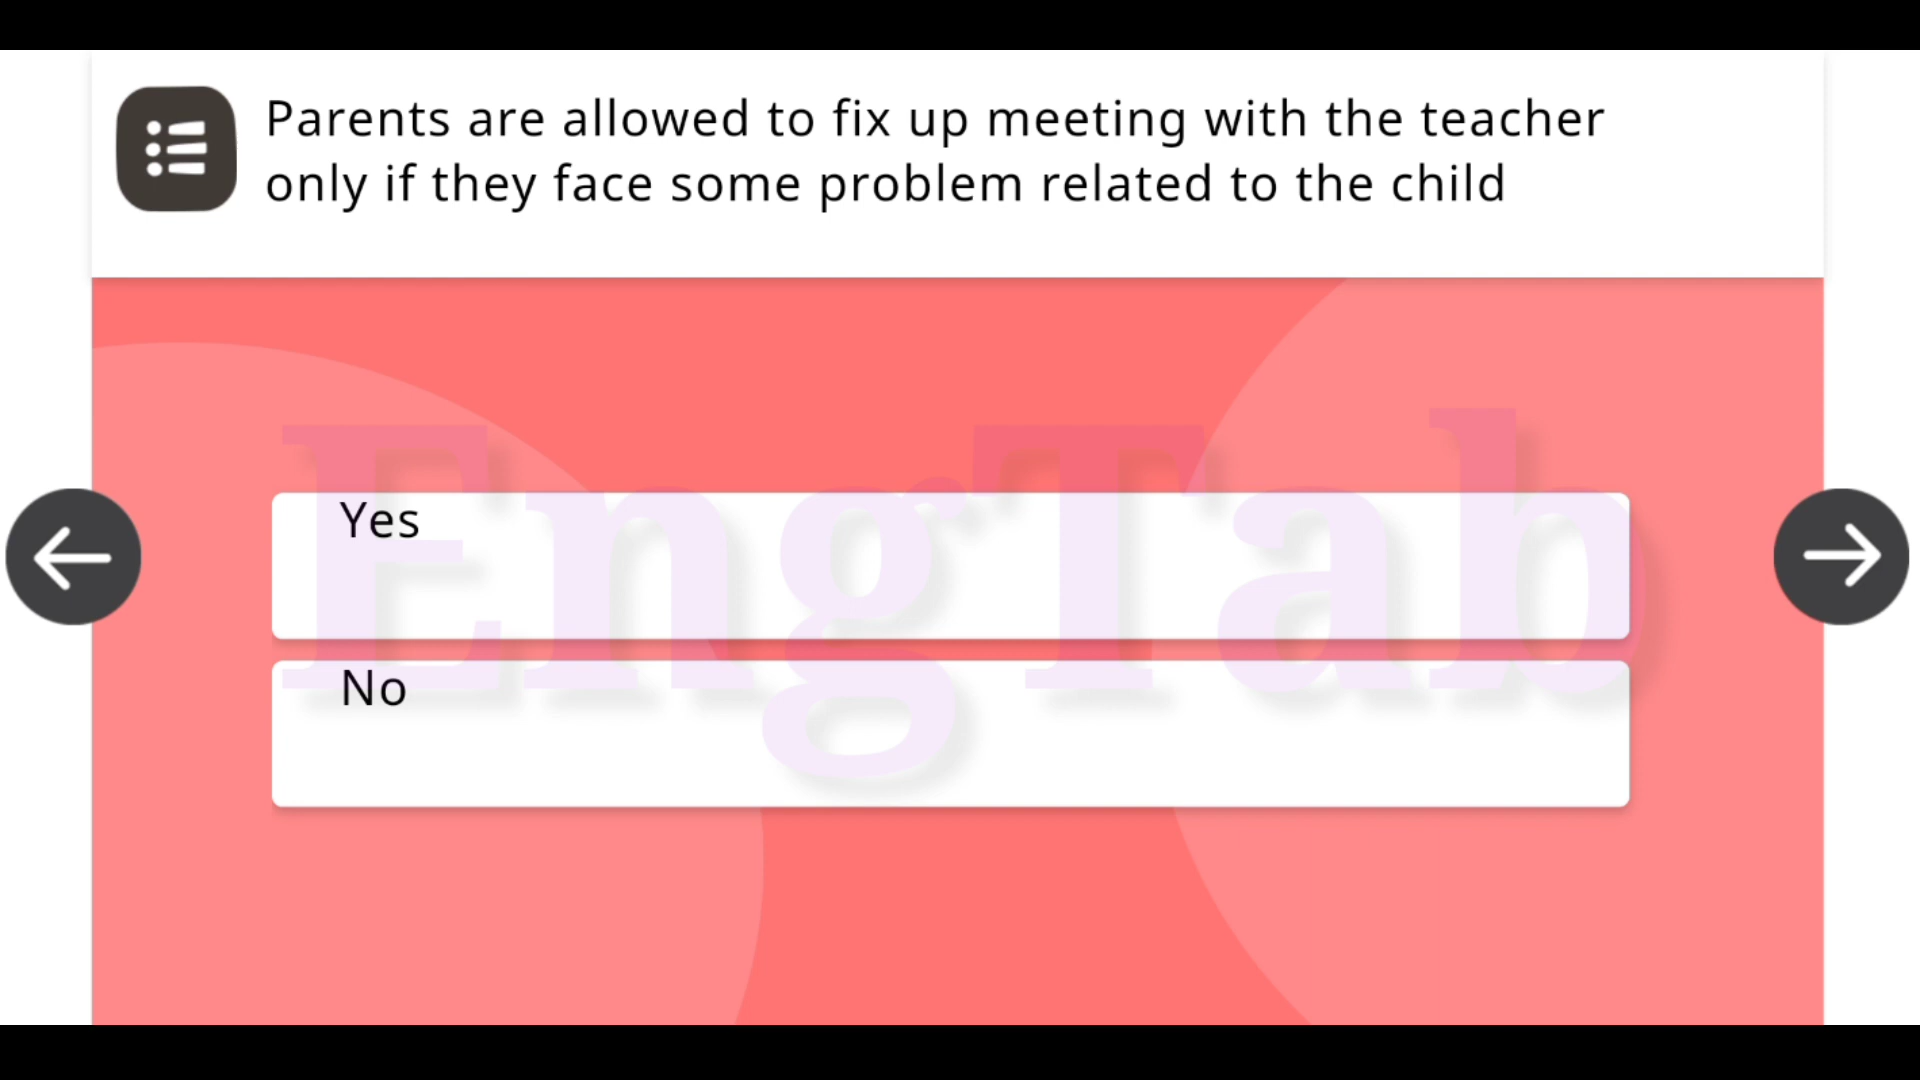 Parents are allowed to fix up meeting with the teacher
only if they face some problem related to the child
EngTab
Yes
No